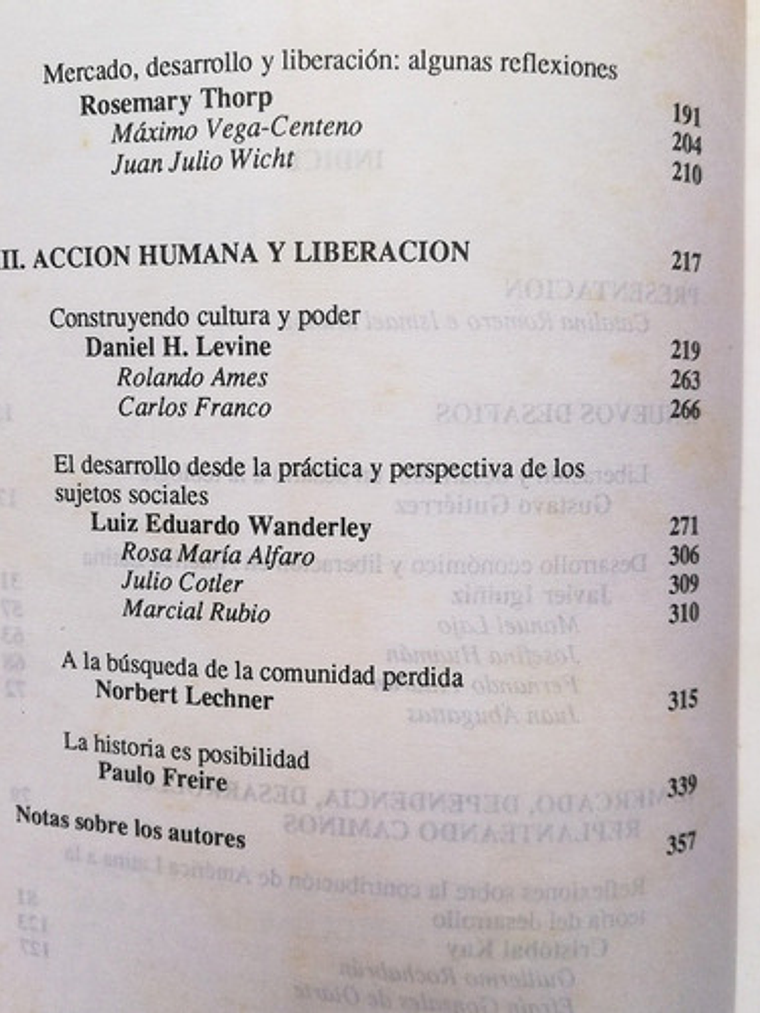 Mercado, desarrollo y liberación: algunas reflexiones
Rosemary Thorp 191
Máximo Vega-Centeno 204
Juan Julio Wicht 210
II. ACCION HUMANA Y LIBERACION 217
Construyendo cultura y poder
Daniel H. Levine 219
Rolando Ames 263
Carlos Franco 266
El desarrollo desde la práctica y perspectiva de los
sujetos sociales
Luiz Eduardo Wanderley 271
Rosa María Alfaro 306
Julio Cotler 309
Marcial Rubio 310
A la búsqueda de la comunidad perdida
Norbert Lechner 315
La historia es posibilidad
Paulo Freire 339
Notas sobre los autores 357